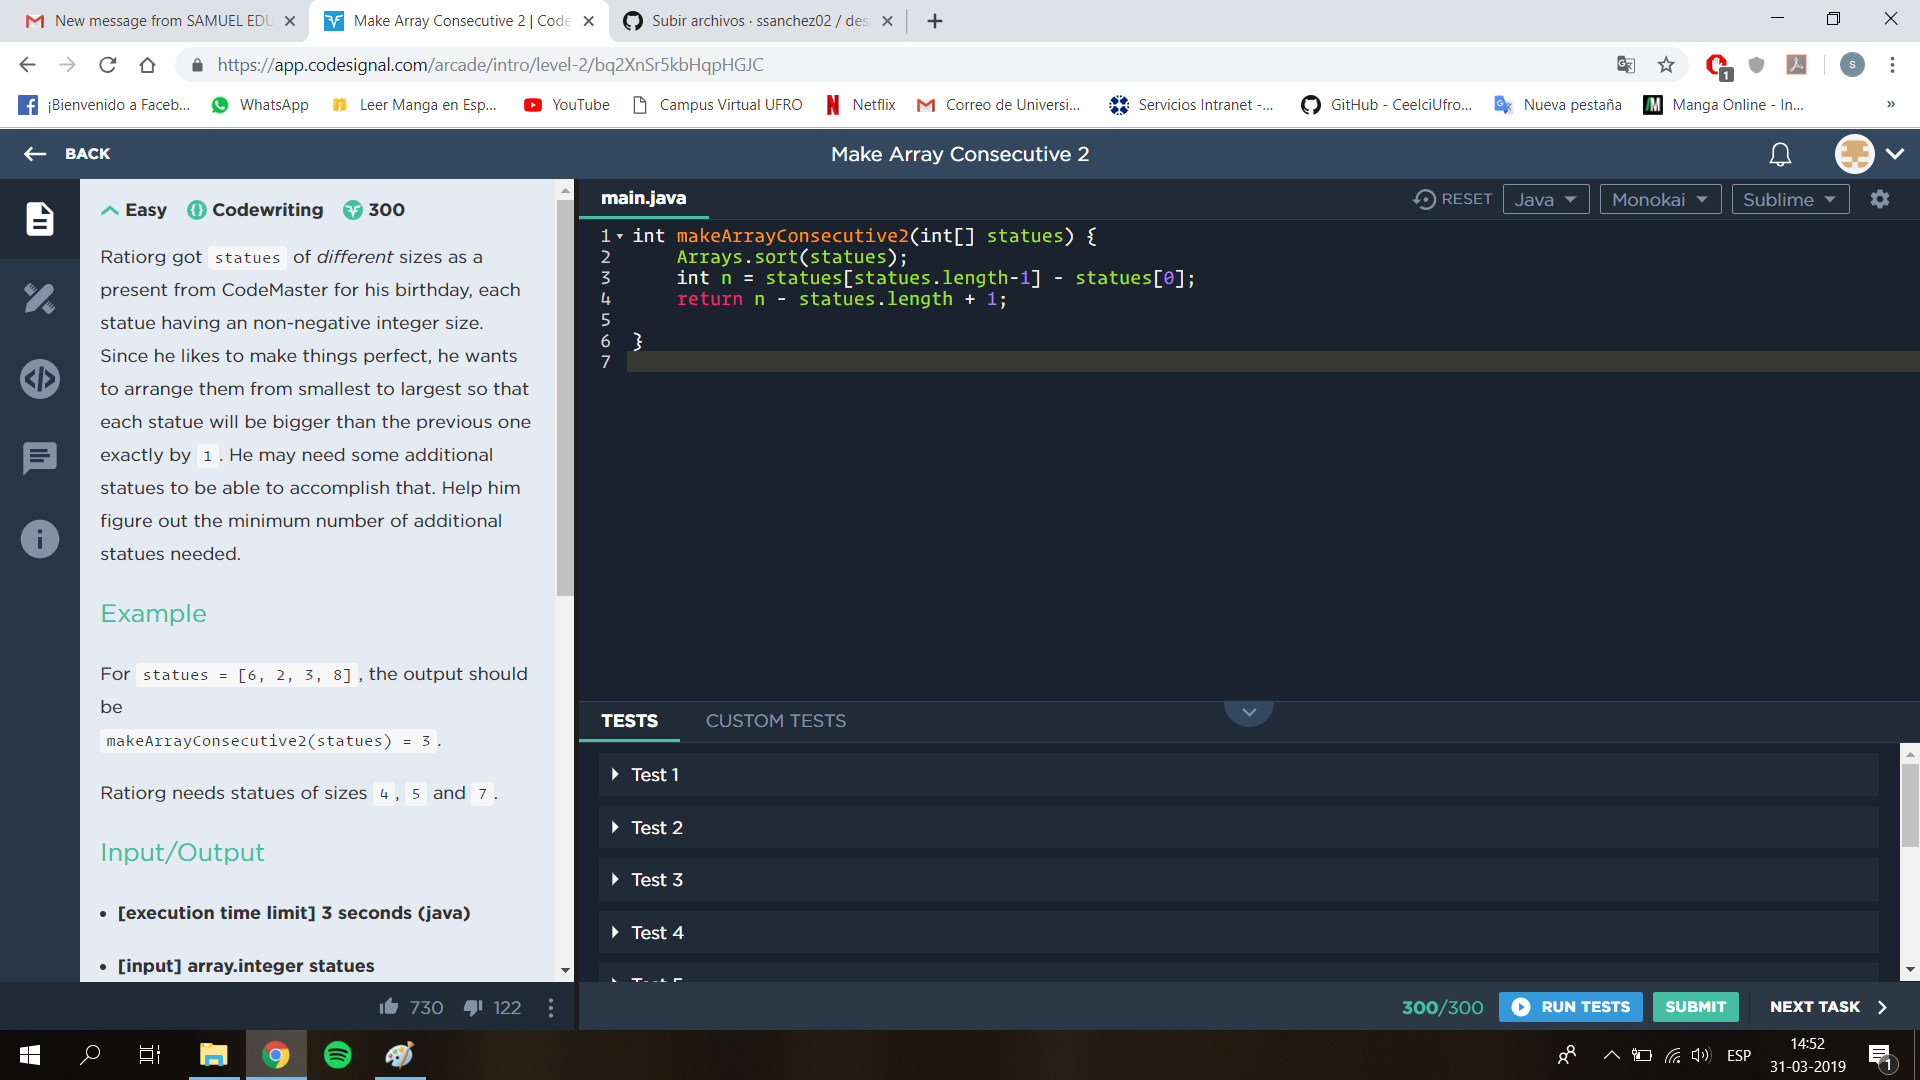 New message from SAMUEL EDU
Make Array Consecutive 2 | Code
Subir archivos · ssanchez02 / des
https://app.codesignal.com/arcade/intro/level-2/bq2XnSr5kbHqpHGJC
1
s
¡Bienvenido a Faceb...
WhatsApp
Leer Manga en Esp...
YouTube
Campus Virtual UFRO
Netflix
Correo de Universi...
Servicios Intranet -...
GitHub - CeelciUfro...
Nueva pestaña
Manga Online - In...
»
BACK
Make Array Consecutive 2
Easy
Codewriting
300
Ratiorg got statues of different sizes as a
present from CodeMaster for his birthday, each
statue having an non-negative integer size.
Since he likes to make things perfect, he wants
to arrange them from smallest to largest so that
each statue will be bigger than the previous one
exactly by 1. He may need some additional
statues to be able to accomplish that. Help him
figure out the minimum number of additional
statues needed.
Example
For statues = [6, 2, 3, 8], the output should
be
makeArrayConsecutive2(statues) = 3.
Ratiorg needs statues of sizes 4, 5 and 7.
Input/Output
• [execution time limit] 3 seconds (java)
• [input] array.integer statues
730
122
main.java
RESET
Java
Monokai
Sublime
1 int makeArrayConsecutive2(int[] statues) {
2 Arrays.sort(statues);
3 int n = statues[statues.length-1] - statues[0];
4 return n - statues.length + 1;
5
6 }
7
TESTS
CUSTOM TESTS
Test 1
Test 2
Test 3
Test 4
300/300
RUN TESTS
SUBMIT
NEXT TASK
ESP
14:52
31-03-2019
1